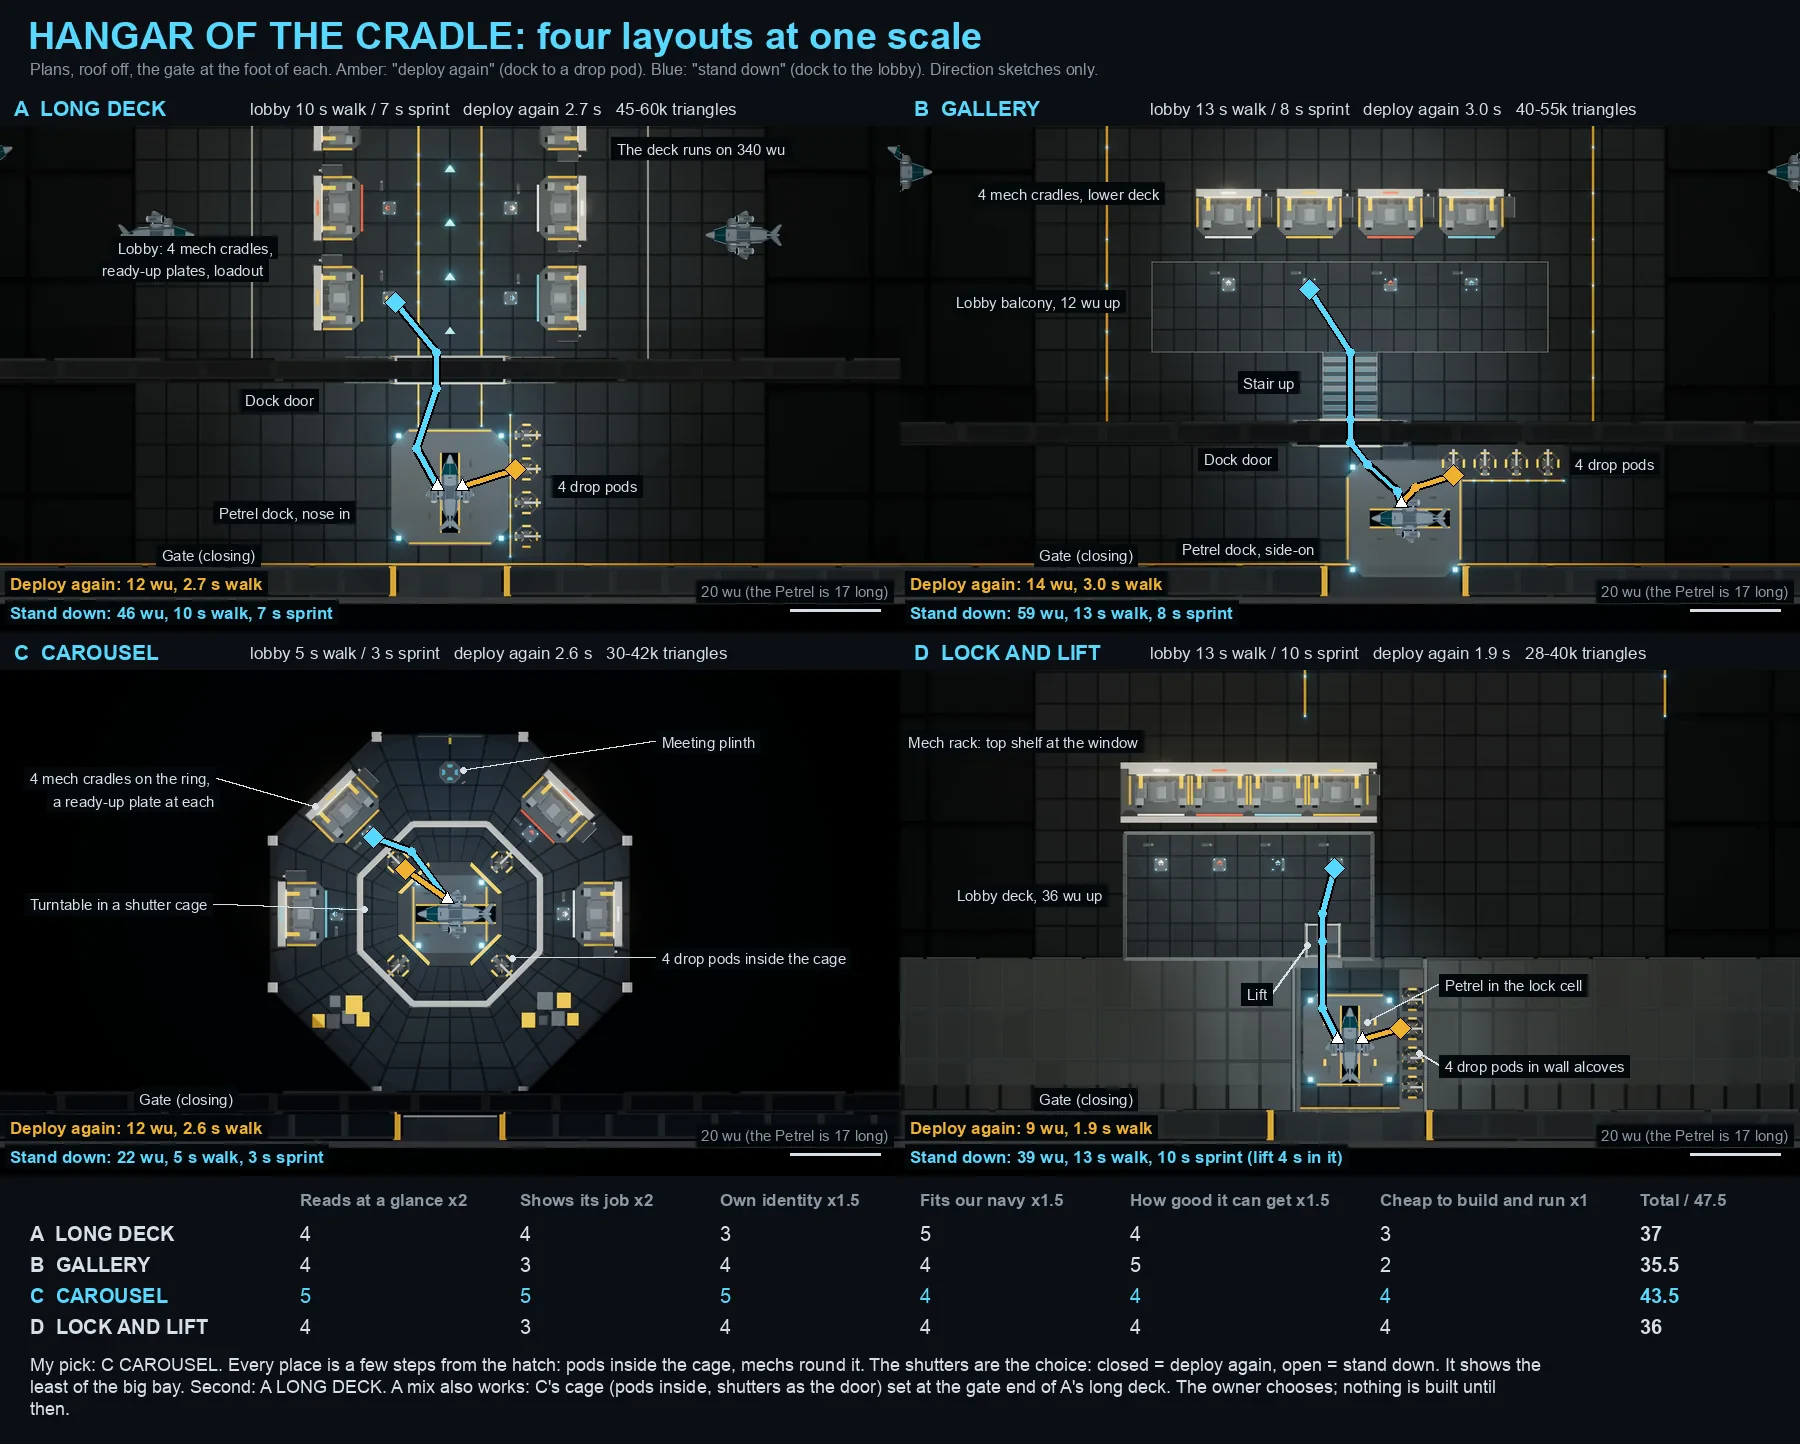 HANGAR OF THE CRADLE: four layouts at one scale
Plans, roof off, the gate at the foot of each. Amber: "deploy again" (dock to a drop pod). Blue: "stand down" (dock to the lobby). Direction sketches only.
A LONG DECK lobby 10 s walk / 7 s sprint deploy again 2.7 s 45-60k triangles
The deck runs on 340 wu
Lobby: 4 mech cradles,
ready-up plates, loadout
Dock door
4 drop pods
Petrel dock, nose in
Gate (closing)
Deploy again: 12 wu, 2.7 s walk
20 wu (the Petrel is 17 long)
Stand down: 46 wu, 10 s walk, 7 s sprint
B GALLERY lobby 13 s walk / 8 s sprint deploy again 3.0 s 40-55k triangles
4 mech cradles, lower deck
Lobby balcony, 12 wu up
Stair up
Dock door
4 drop pods
Petrel dock, side-on
Gate (closing)
Deploy again: 14 wu, 3.0 s walk
20 wu (the Petrel is 17 long)
Stand down: 59 wu, 13 s walk, 8 s sprint
C CAROUSEL lobby 5 s walk / 3 s sprint deploy again 2.6 s 30-42k triangles
Meeting plinth
4 mech cradles on the ring,
a ready-up plate at each
Turntable in a shutter cage
4 drop pods inside the cage
Gate (closing)
Deploy again: 12 wu, 2.6 s walk
20 wu (the Petrel is 17 long)
Stand down: 22 wu, 5 s walk, 3 s sprint
D LOCK AND LIFT lobby 13 s walk / 10 s sprint deploy again 1.9 s 28-40k triangles
Mech rack: top shelf at the window
Lobby deck, 36 wu up
Lift
Petrel in the lock cell
4 drop pods in wall alcoves
Gate (closing)
Deploy again: 9 wu, 1.9 s walk
20 wu (the Petrel is 17 long)
Stand down: 39 wu, 13 s walk, 10 s sprint (lift 4 s in it)
Reads at a glance x2 Shows its job x2 Own identity x1.5 Fits our navy x1.5 How good it can get x1.5 Cheap to build and run x1 Total / 47.5
A LONG DECK 4 4 3 5 4 3 37
B GALLERY 4 3 4 4 5 2 35.5
C CAROUSEL 5 5 5 4 4 4 43.5
D LOCK AND LIFT 4 3 4 4 4 4 36
My pick: C CAROUSEL. Every place is a few steps from the hatch: pods inside the cage, mechs round it. The shutters are the choice: closed = deploy again, open = stand down. It shows the
least of the big bay. Second: A LONG DECK. A mix also works: C's cage (pods inside, shutters as the door) set at the gate end of A's long deck. The owner chooses; nothing is built until
then.